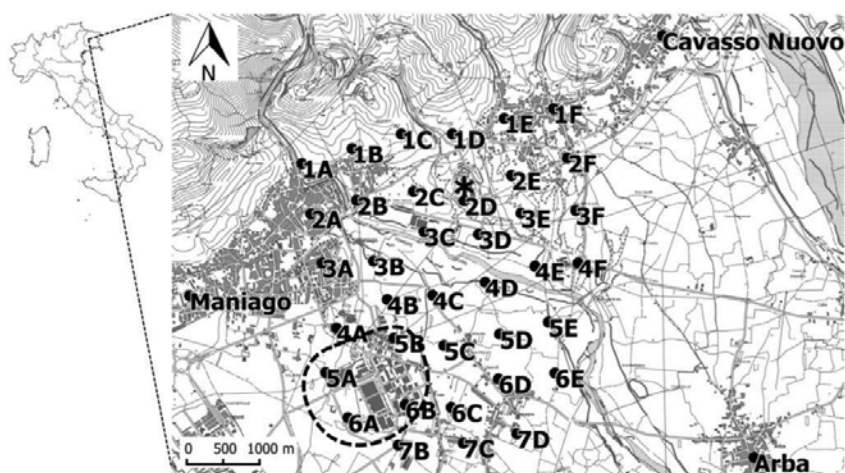 Cavasso Nuovo
N
1E
1F
1C
1D
1B
1A
2F
2E
2C
2B
2D
2A
3E
3F
3C
3D
3A
3B
4E
4F
4D
Maniago
4B
4C
4A
5E
5B
5D
5C
5A
6D
6E
6B
6C
6A
7D
7B
7C
0 500 1000 m
Arba